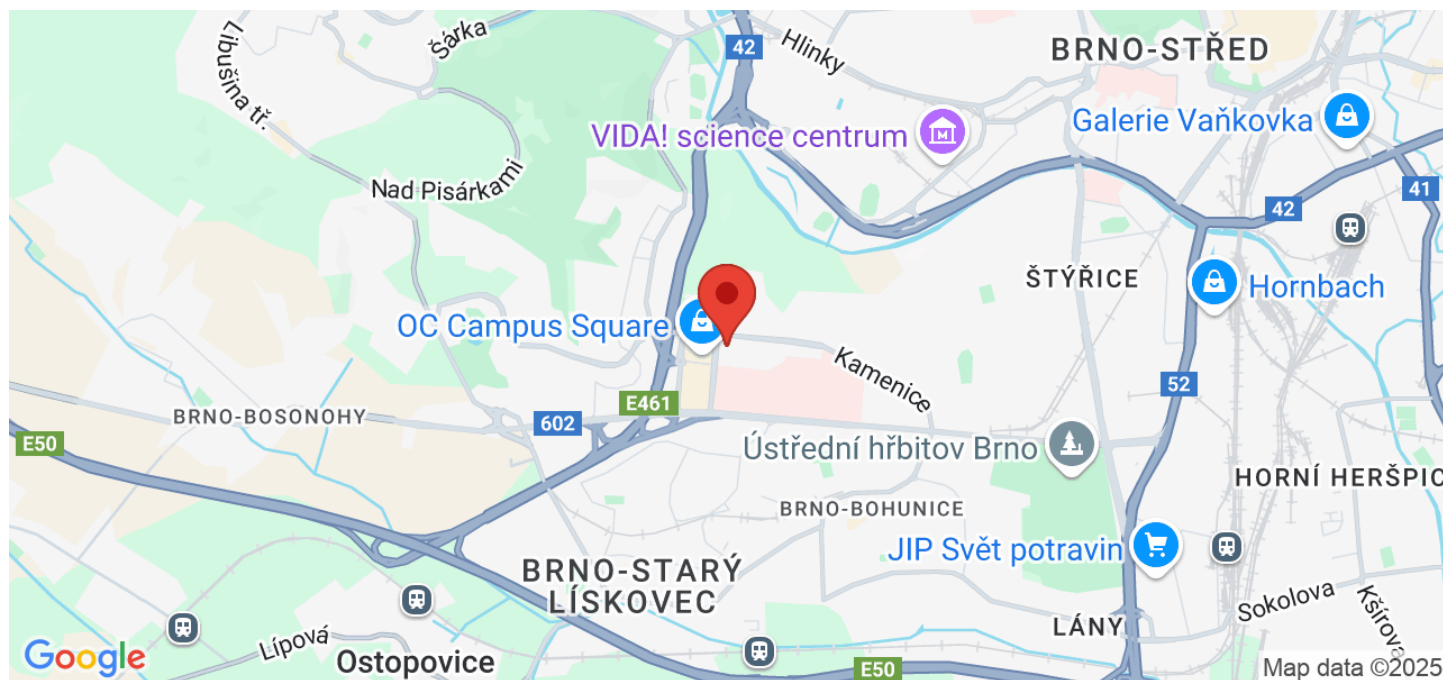 Libušina tř.
Šárka
42
Hlinky
BRNO-STŘED
VIDA! science centrum
Galerie Vaňkovka
Nad Pisárkami
42
41
ŠTÝŘICE
Hornbach
OC Campus Square
Kamenice
52
E461
BRNO-BOSONOHY
602
E50
Ústřední hřbitov Brno
HORNÍ HERŠPIC
BRNO-BOHUNICE
JIP Svět potravin
BRNO-STARÝ
LÍSKOVEC
Sokolova
Kšírova
LÁNY
Lípová
Ostopovice
E50
Google
Map data ©2025